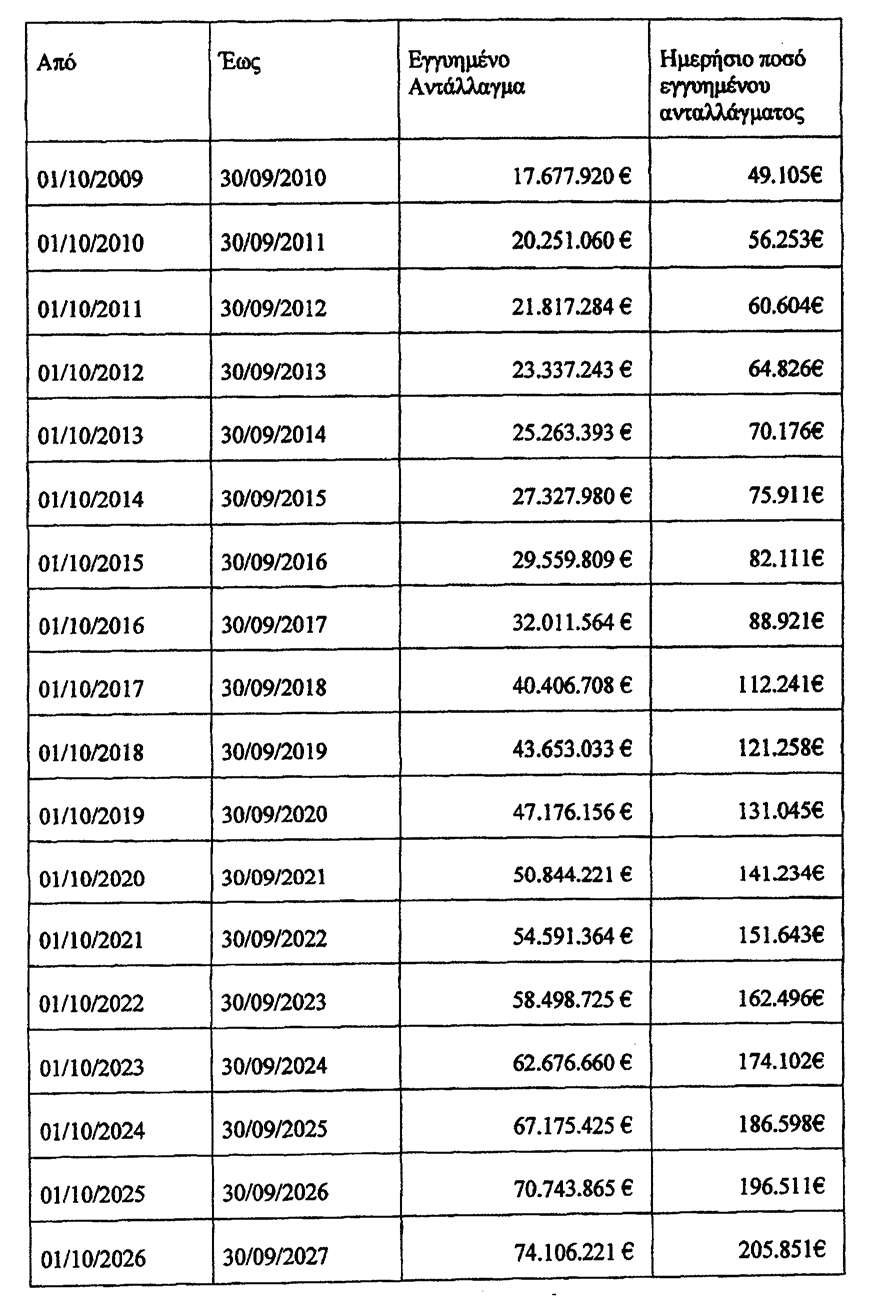 Από Έως Εγγυημένο Αντάλλαγμα Ημερήσιο ποσό εγγυημένου ανταλλάγματος
01/10/2009 30/09/2010 17.677.920 € 49.105€
01/10/2010 30/09/2011 20.251.060 € 56.253€
01/10/2011 30/09/2012 21.817.284 € 60.604€
01/10/2012 30/09/2013 23.337.243 € 64.826€
01/10/2013 30/09/2014 25.263.393 € 70.176€
01/10/2014 30/09/2015 27.327.980 € 75.911€
01/10/2015 30/09/2016 29.559.809 € 82.111€
01/10/2016 30/09/2017 32.011.564 € 88.921€
01/10/2017 30/09/2018 40.406.708 € 112.241€
01/10/2018 30/09/2019 43.653.033 € 121.258€
01/10/2019 30/09/2020 47.176.156 € 131.045€
01/10/2020 30/09/2021 50.844.221 € 141.234€
01/10/2021 30/09/2022 54.591.364 € 151.643€
01/10/2022 30/09/2023 58.498.725 € 162.496€
01/10/2023 30/09/2024 62.676.660 € 174.102€
01/10/2024 30/09/2025 67.175.425 € 186.598€
01/10/2025 30/09/2026 70.743.865 € 196.511€
01/10/2026 30/09/2027 74.106.221 € 205.851€